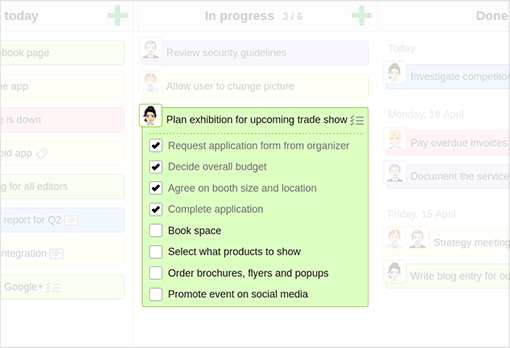 today
In progress 3 / 6
Done
book page
Review security guidelines
Today
e app
Allow user to change picture
Investigate competitor
e is down
Plan exhibition for upcoming trade show
Monday, 18 April
Request application form from organizer
Pay overdue invoices
oid app
Decide overall budget
Document the service
g for all editors
Agree on booth size and location
Complete application
Friday, 15 April
report for Q2
Book space
Strategy meeting
integration
Select what products to show
Order brochures, flyers and popups
Write blog entry for ou
Google+
Promote event on social media